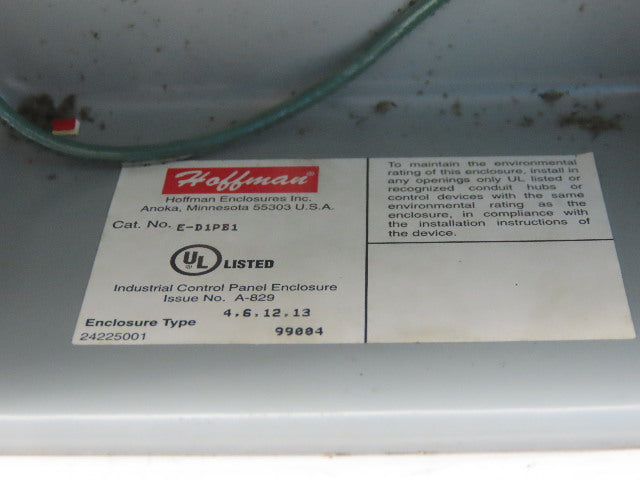 Hoffman®
Hoffman Enclosures Inc.
Anoka, Minnesota 55303 U.S.A.
Cat. No. E-D1PB1
UL LISTED
Industrial Control Panel Enclosure
Issue No. A-829
4,6,12,13
Enclosure Type 99004
24225001
To maintain the environmental
rating of this enclosure, install in
any openings only UL listed or
recognized conduit hubs or
control devices with the same
environmental rating as the
enclosure, in compliance with
the installation instructions of
the device.